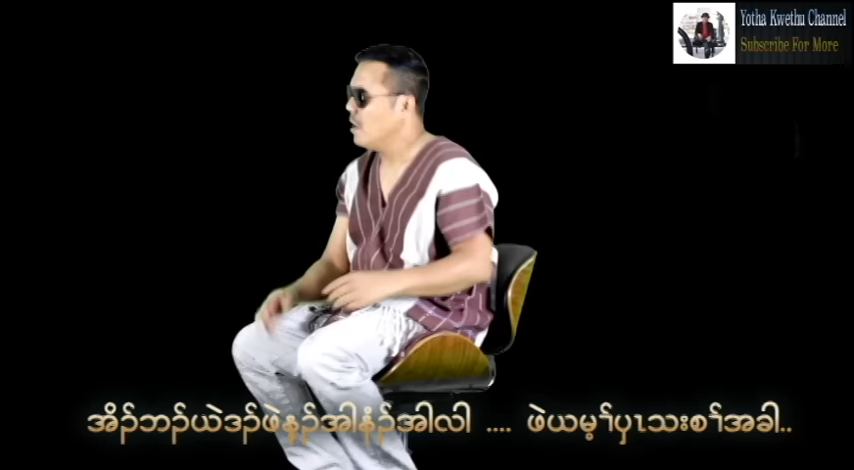 Yotha Kwethu Channel
Subscribe For More
အိၣ်ဘၣ်ယဲဒၣ်ဖဲနၣ်အါနံၣ်အါလါ .... ဖဲယမ့ၢ်ပှၤသးစၢ်အခါ..